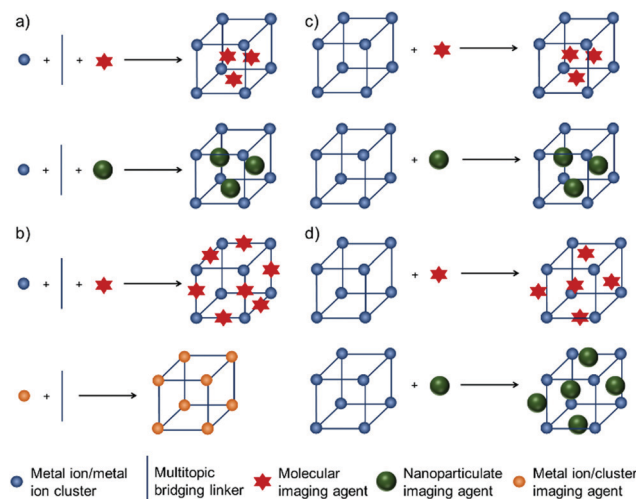 a)
+ +
c)
+
+ +
+
b)
+ +
d)
+
+
+
Metal ion/metal
ion cluster
Multitopic
bridging linker
Molecular
imaging agent
Nanoparticulate
imaging agent
Metal ion/cluster
imaging agent